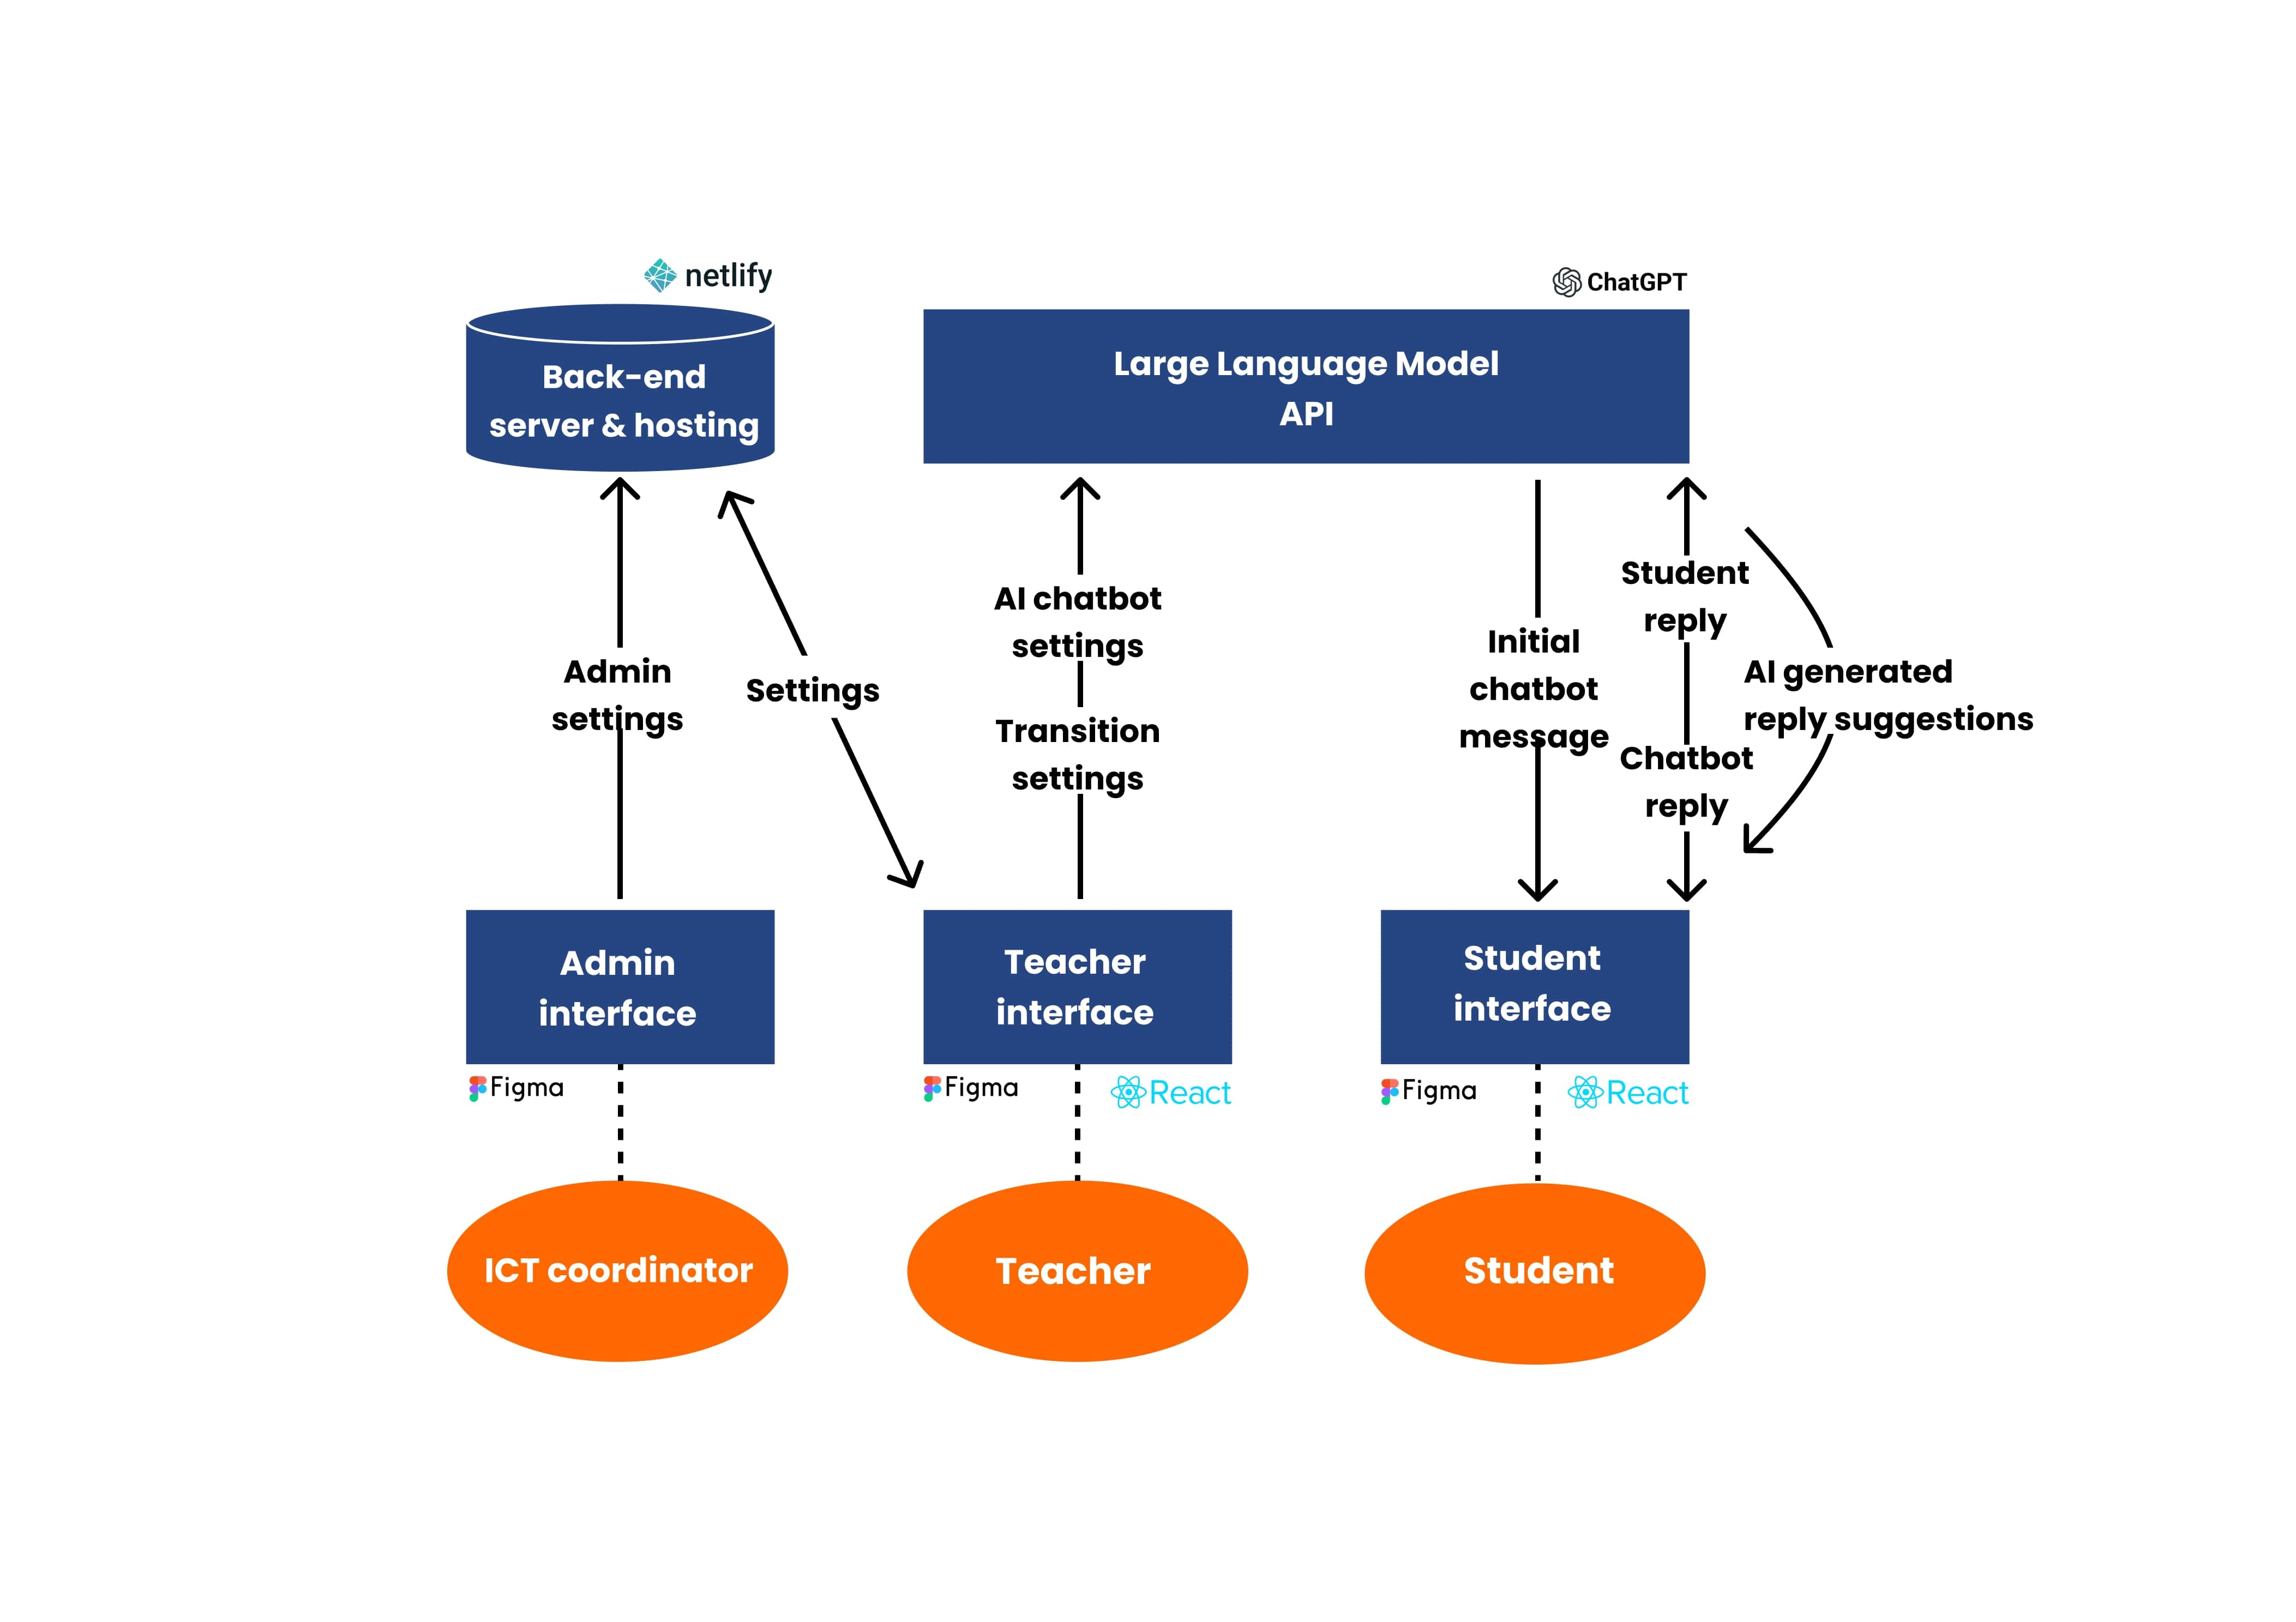 netlify
ChatGPT
Back-end
server & hosting
Large Language Model
API
Admin
settings
Settings
AI chatbot
settings
Transition
settings
Initial
chatbot
message
Student
reply
Chatbot
reply
AI generated
reply suggestions
Admin
interface
Teacher
interface
Student
interface
Figma
Figma
React
Figma
React
ICT coordinator
Teacher
Student